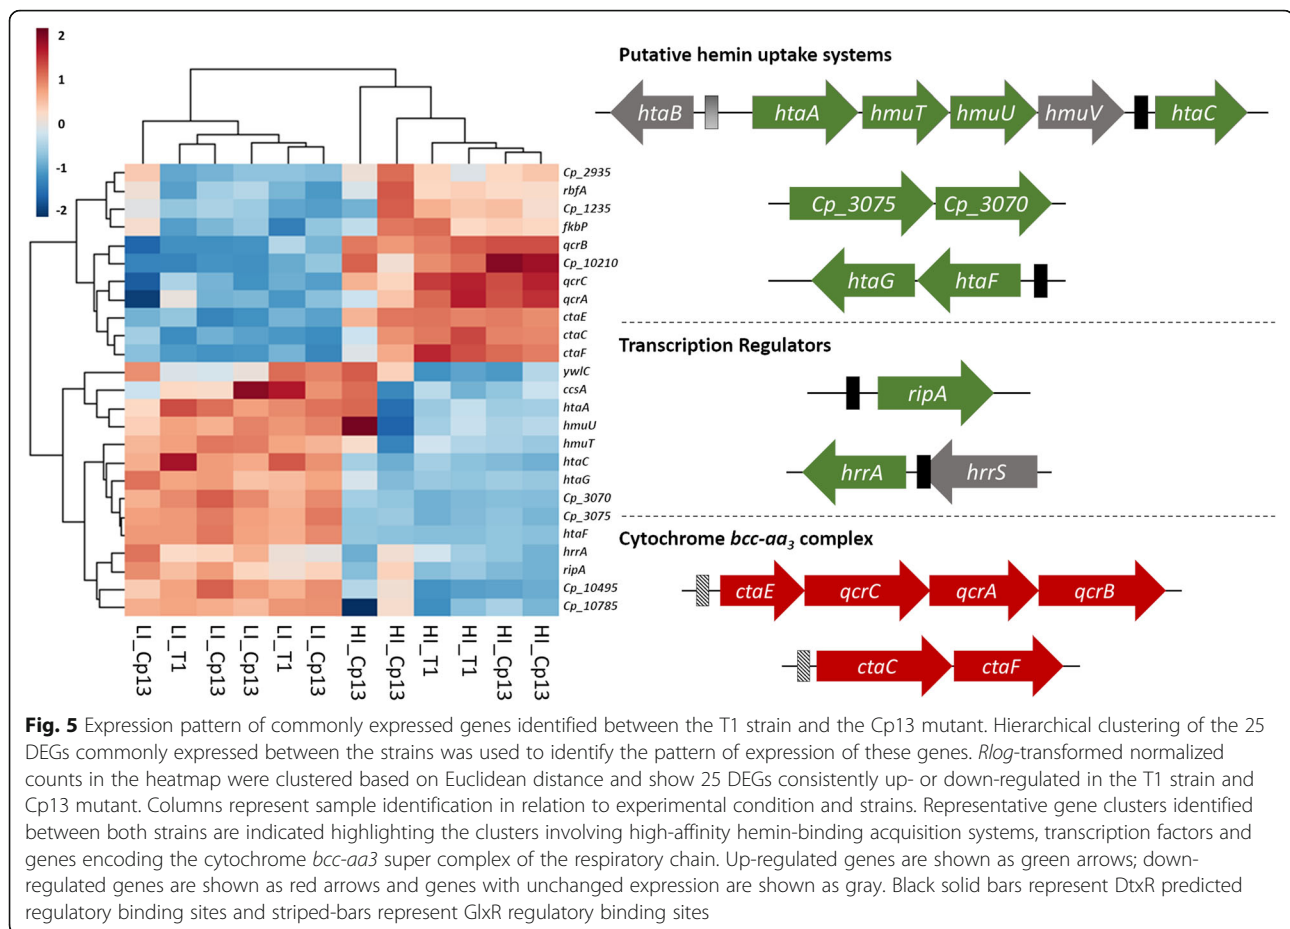 2
1
0
-1
-2
Cp_2935
rbfA
Cp_1235
fkbP
qcrB
Cp_10210
qcrC
qcrA
ctaE
ctaC
ctaF
ywlC
ccsA
htaA
hmuU
hmuT
htaC
htaG
Cp_3070
Cp_3075
htaF
hrrA
ripA
Cp_10495
Cp_10785
LI_Cp13
LI_T1
LI_Cp13
LI_Cp13
LI_T1
LI_Cp13
HI_Cp13
HI_Cp13
HI_T1
HI_T1
HI_Cp13
HI_Cp13
Putative hemin uptake systems
htaB htaA hmuT hmuU hmuV htaC
Cp_3075 Cp_3070
htaG htaF
Transcription Regulators
ripA
hrrA hrrS
Cytochrome bcc-aa3 complex
ctaE qcrC qcrA qcrB
ctaC ctaF
Fig. 5 Expression pattern of commonly expressed genes identified between the T1 strain and the Cp13 mutant. Hierarchical clustering of the 25
DEGs commonly expressed between the strains was used to identify the pattern of expression of these genes. Rlog-transformed normalized
counts in the heatmap were clustered based on Euclidean distance and show 25 DEGs consistently up- or down-regulated in the T1 strain and
Cp13 mutant. Columns represent sample identification in relation to experimental condition and strains. Representative gene clusters identified
between both strains are indicated highlighting the clusters involving high-affinity hemin-binding acquisition systems, transcription factors and
genes encoding the cytochrome bcc-aa3 super complex of the respiratory chain. Up-regulated genes are shown as green arrows; down-
regulated genes are shown as red arrows and genes with unchanged expression are shown as gray. Black solid bars represent DtxR predicted
regulatory binding sites and striped-bars represent GlxR regulatory binding sites